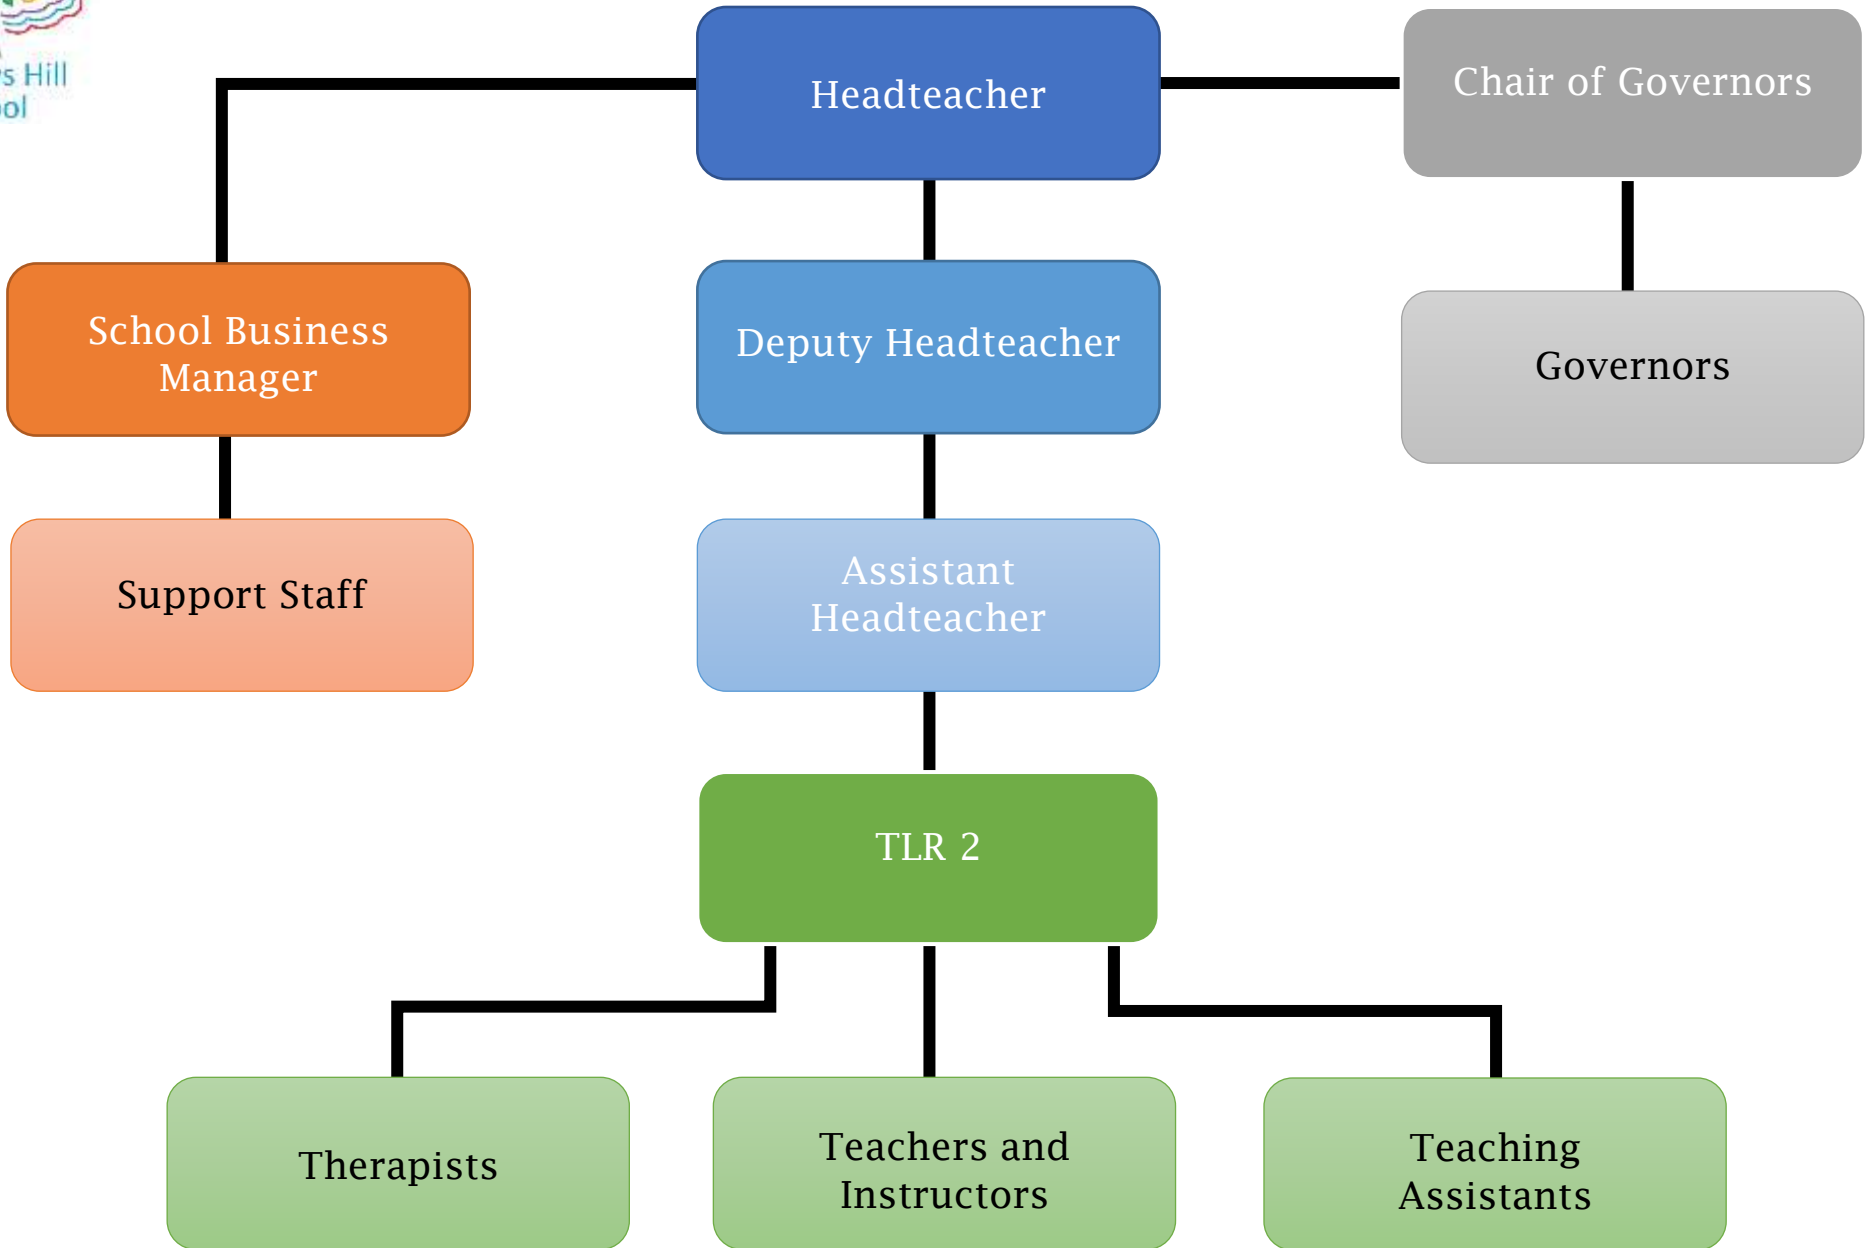 Hill
Headteacher
Chair of Governors
School Business
Manager
Deputy Headteacher
Governors
Support Staff
Assistant
Headteacher
TLR 2
Therapists
Teachers and
Instructors
Teaching
Assistants